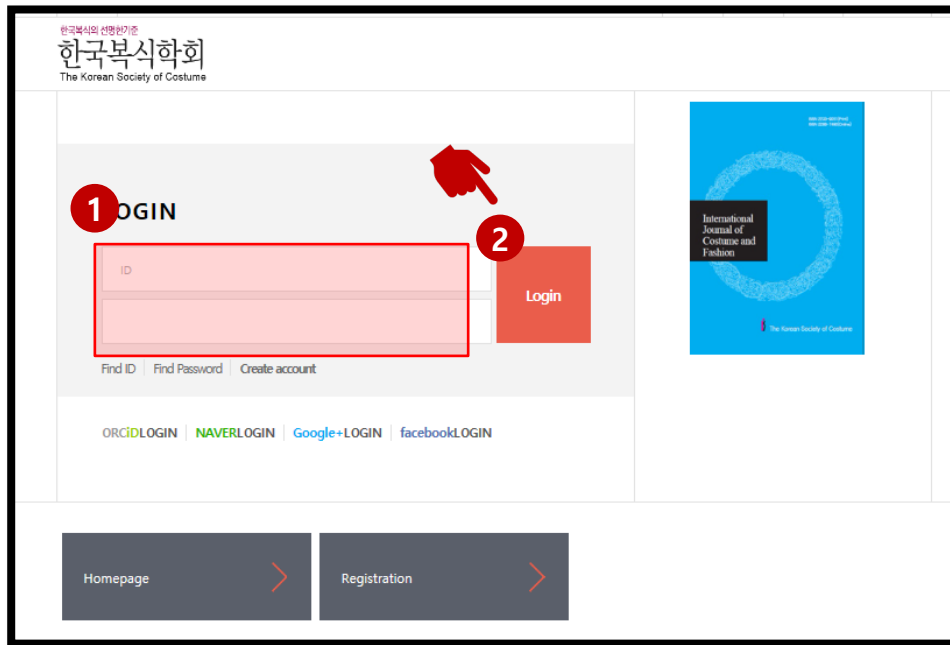 한국복식의 선명한기준
한국복식학회
The Korean Society of Costume
1
OGIN
2
ID
Login
Find ID
Find Password
Create account
ORCiDLOGIN
NAVERLOGIN
Google+LOGIN
facebookLOGIN
International
Journal of
Costume and
Fashion
The Korean Society of Costume
Homepage
Registration